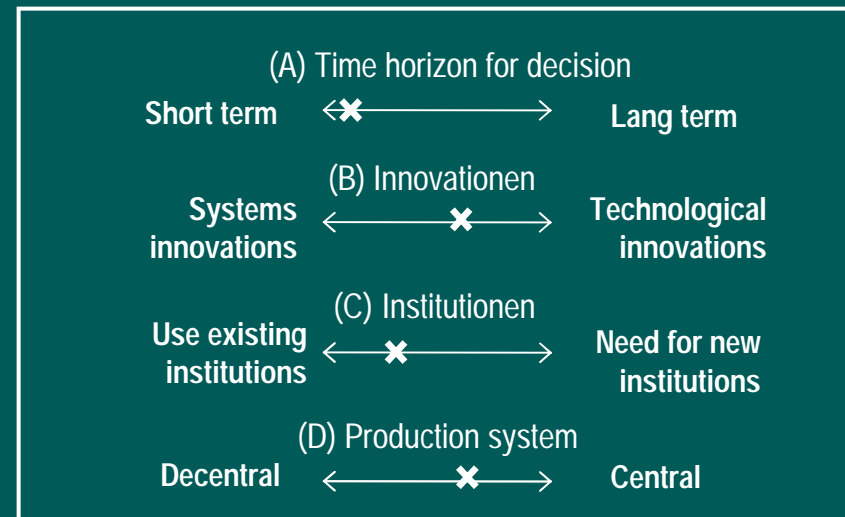 (A) Time horizon for decision
Short term
Lang term
(B) Innovationen
Systems
innovations
Technological
innovations
(C) Institutionen
Use existing
institutions
Need for new
institutions
(D) Production system
Decentral
Central